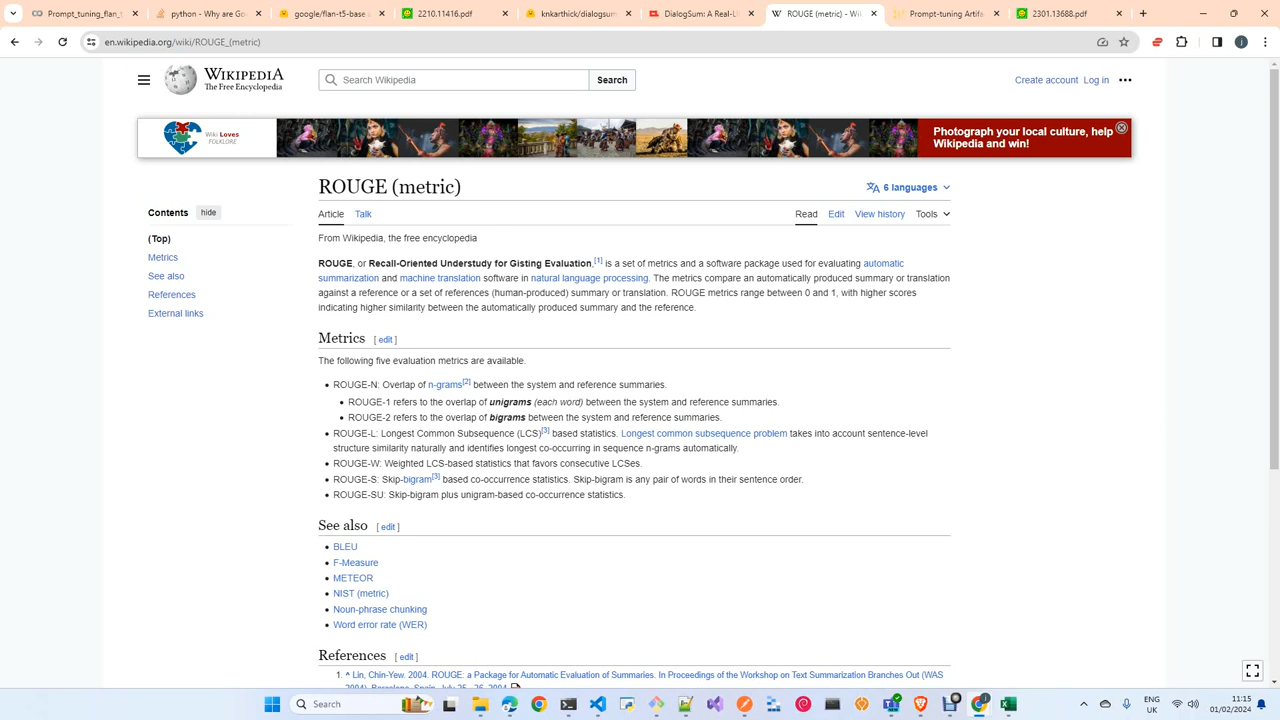 Prompt_tuning_flan_
google/flan-t5-base
2210.11416.pdf
knkarthick/dialogsum
DialogSum: A Real-L
ROUGE (metric) - Wi
Prompt-tuning Artifa
2301.13688.pdf
en.wikipedia.org/wiki/ROUGE_(metric)
WIKIPEDIA
The Free Encyclopedia
Search Wikipedia
Search
Create account Log in
Wiki Loves
FOLKLORE
Photograph your local culture, help
Wikipedia and win!
ROUGE (metric)
6 languages
Contents hide
(Top)
Metrics
See also
References
External links
Article Talk
Read Edit View history Tools
From Wikipedia, the free encyclopedia
ROUGE, or Recall-Oriented Understudy for Gisting Evaluation,[1] is a set of metrics and a software package used for evaluating automatic
summarization and machine translation software in natural language processing. The metrics compare an automatically produced summary or translation
against a reference or a set of references (human-produced) summary or translation. ROUGE metrics range between 0 and 1, with higher scores
indicating higher similarity between the automatically produced summary and the reference.
Metrics [ edit ]
The following five evaluation metrics are available.
• ROUGE-N: Overlap of n-grams[2] between the system and reference summaries.
• ROUGE-1 refers to the overlap of unigrams (each word) between the system and reference summaries.
• ROUGE-2 refers to the overlap of bigrams between the system and reference summaries.
• ROUGE-L: Longest Common Subsequence (LCS)[3] based statistics. Longest common subsequence problem takes into account sentence-level
structure similarity naturally and identifies longest co-occurring in sequence n-grams automatically.
• ROUGE-W: Weighted LCS-based statistics that favors consecutive LCSes.
• ROUGE-S: Skip-bigram[3] based co-occurrence statistics. Skip-bigram is any pair of words in their sentence order.
• ROUGE-SU: Skip-bigram plus unigram-based co-occurrence statistics.
See also [ edit ]
• BLEU
• F-Measure
• METEOR
• NIST (metric)
• Noun-phrase chunking
• Word error rate (WER)
References [ edit ]
1. ^ Lin, Chin-Yew. 2004. ROUGE: a Package for Automatic Evaluation of Summaries. In Proceedings of the Workshop on Text Summarization Branches Out (WAS
2004), Barcelona, Spain, July 25 - 26, 2004.
Search
ENG
UK
11:15
01/02/2024